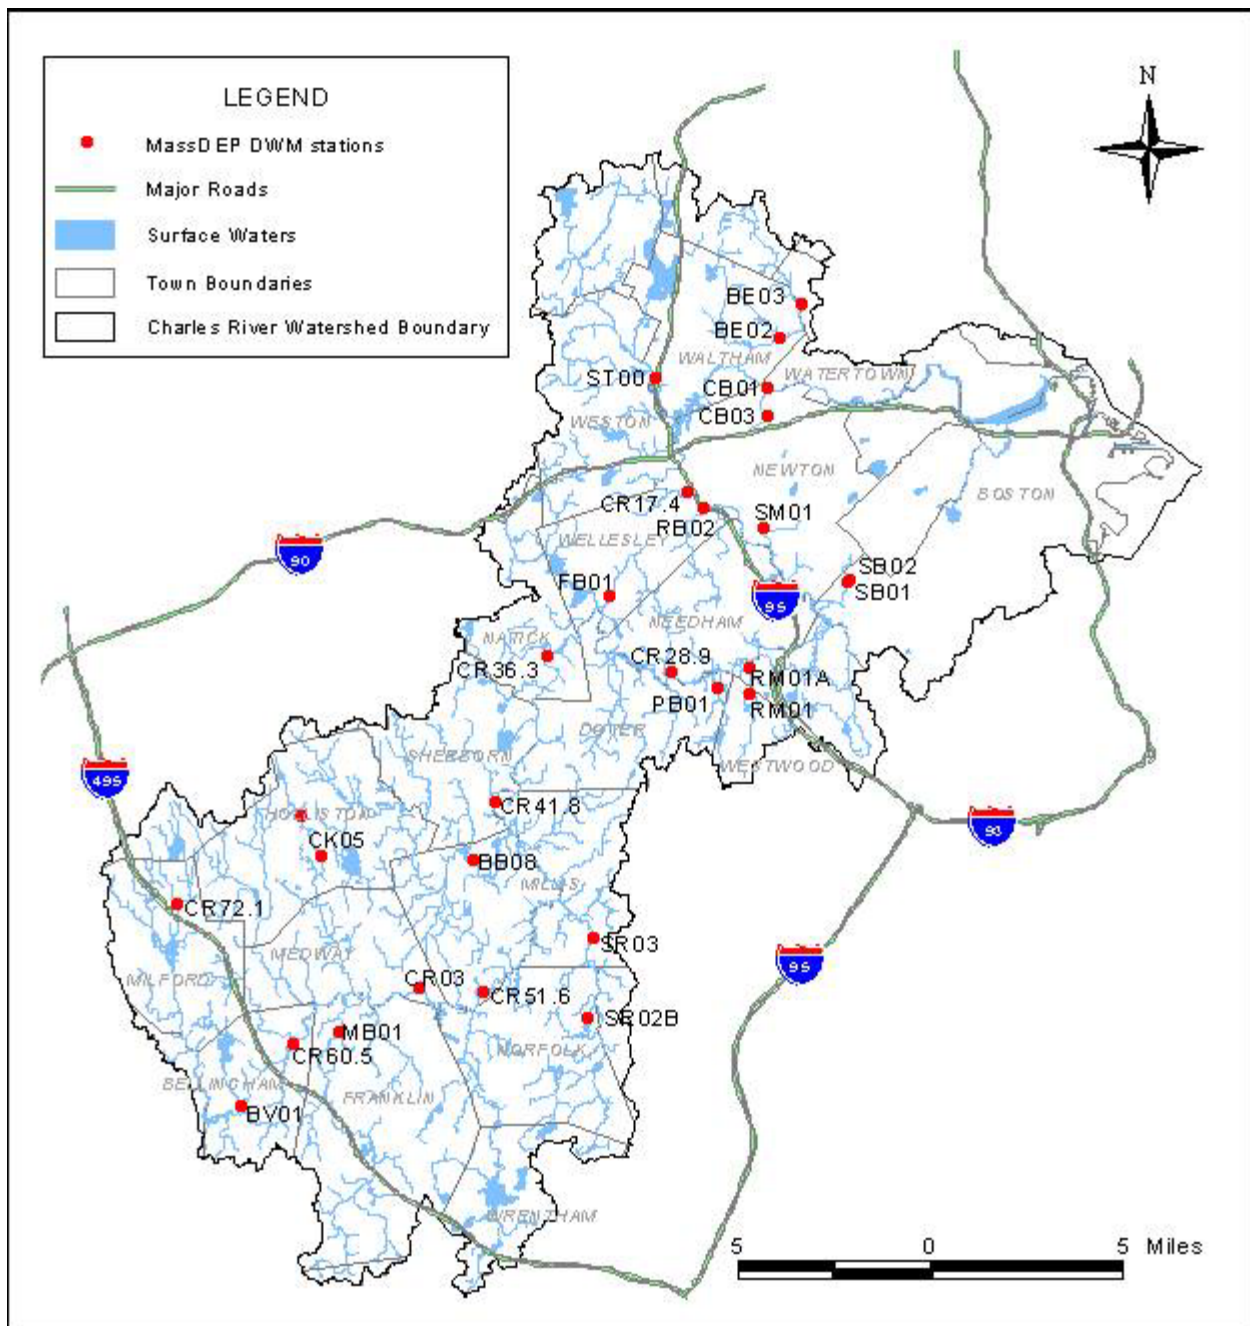 LEGEND
MassDEP DWM stations
Major Roads
Surface Waters
Town Boundaries
Charles River Watershed Boundary
N
BE03
BE02
WALTHAM
ST00
CB01
WATERTOWN
CB03
WESTON
NEWTON
BOSTON
CR17.4
RB02
SM01
WELLESLEY
90
SB02
SB01
FB01
95
NEEDHAM
NATICK
CR36.3
CR28.9
RM01A
PB01
RM01
DOVER
SHERBORN
WESTWOOD
495
CR41.8
HOLLISTON
93
CK05
BB08
MILLIS
CR72.1
SR03
MEDWAY
95
MILFORD
CR03
CR51.6
SR02B
MB01
CR60.5
NORFOLK
BELLINGHAM
FRANKLIN
BV01
WRENTHAM
5 0 5 Miles